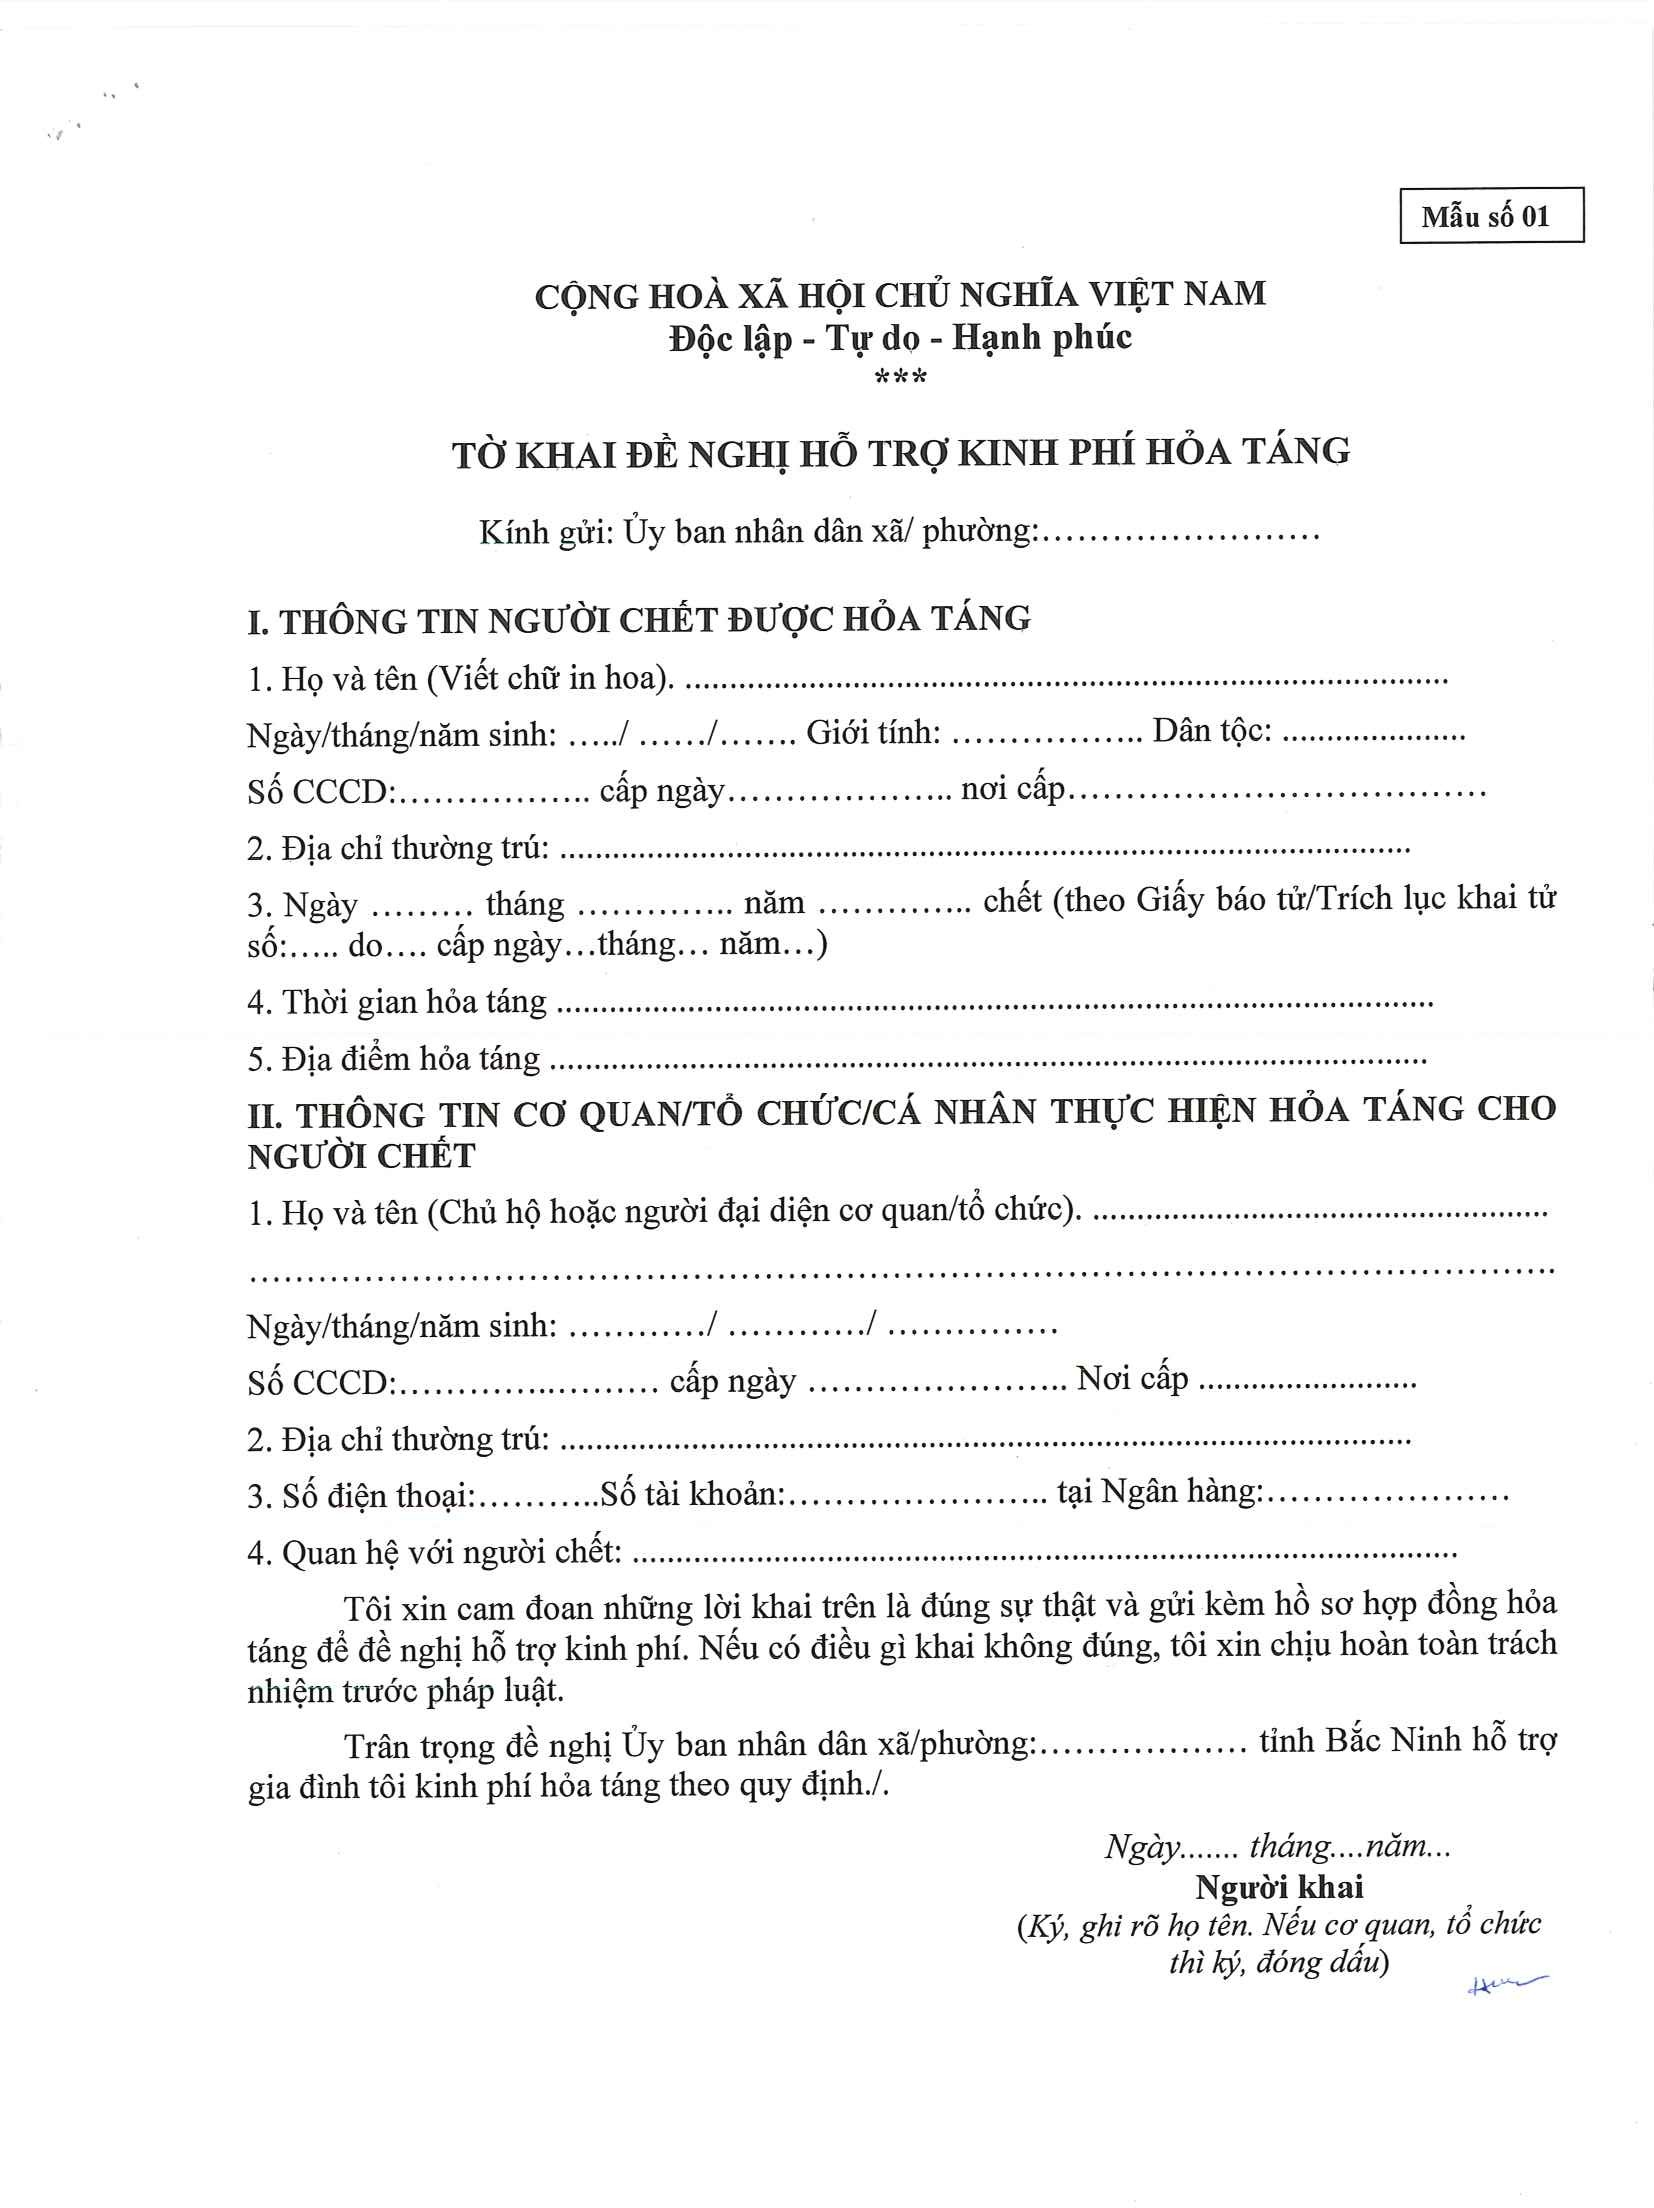 Mẫu số 01
CỘNG HOÀ XÃ HỘI CHỦ NGHĨA VIỆT NAM
Độc lập - Tự do - Hạnh phúc
***
TỜ KHAI ĐỀ NGHỊ HỖ TRỢ KINH PHÍ HỎA TÁNG
Kính gửi: Ủy ban nhân dân xã/ phường:........................
I. THÔNG TIN NGƯỜI CHẾT ĐƯỢC HỎA TÁNG
1. Họ và tên (Viết chữ in hoa). ........................................................................................
Ngày/tháng/năm sinh: ...../ ....../....... Giới tính: ................. Dân tộc: .....................
Số CCCD:................. cấp ngày.................... nơi cấp....................................
2. Địa chỉ thường trú: ..................................................................................................
3. Ngày ......... tháng .............. năm .............. chết (theo Giấy báo tử/Trích lục khai tử
số:..... do.... cấp ngày...tháng... năm...)
4. Thời gian hỏa táng .....................................................................................................
5. Địa điểm hỏa táng .....................................................................................................
II. THÔNG TIN CƠ QUAN/TỔ CHỨC/CÁ NHÂN THỰC HIỆN HỎA TÁNG CHO
NGƯỜI CHẾT
1. Họ và tên (Chủ hộ hoặc người đại diện cơ quan/tổ chức). ....................................................
................................................................................................................
Ngày/tháng/năm sinh: ............/ ............/ ...............
Số CCCD:....................... cấp ngày ....................... Nơi cấp .........................
2. Địa chỉ thường trú: ..................................................................................................
3. Số điện thoại:...........Số tài khoản:....................... tại Ngân hàng:.....................
4. Quan hệ với người chết: ...............................................................................................
Tôi xin cam đoan những lời khai trên là đúng sự thật và gửi kèm hồ sơ hợp đồng hỏa
táng để đề nghị hỗ trợ kinh phí. Nếu có điều gì khai không đúng, tôi xin chịu hoàn toàn trách
nhiệm trước pháp luật.
Trân trọng đề nghị Ủy ban nhân dân xã/phường:.................. tỉnh Bắc Ninh hỗ trợ
gia đình tôi kinh phí hỏa táng theo quy định./.
Ngày....... tháng....năm...
Người khai
(Ký, ghi rõ họ tên. Nếu cơ quan, tổ chức
thì ký, đóng dấu)